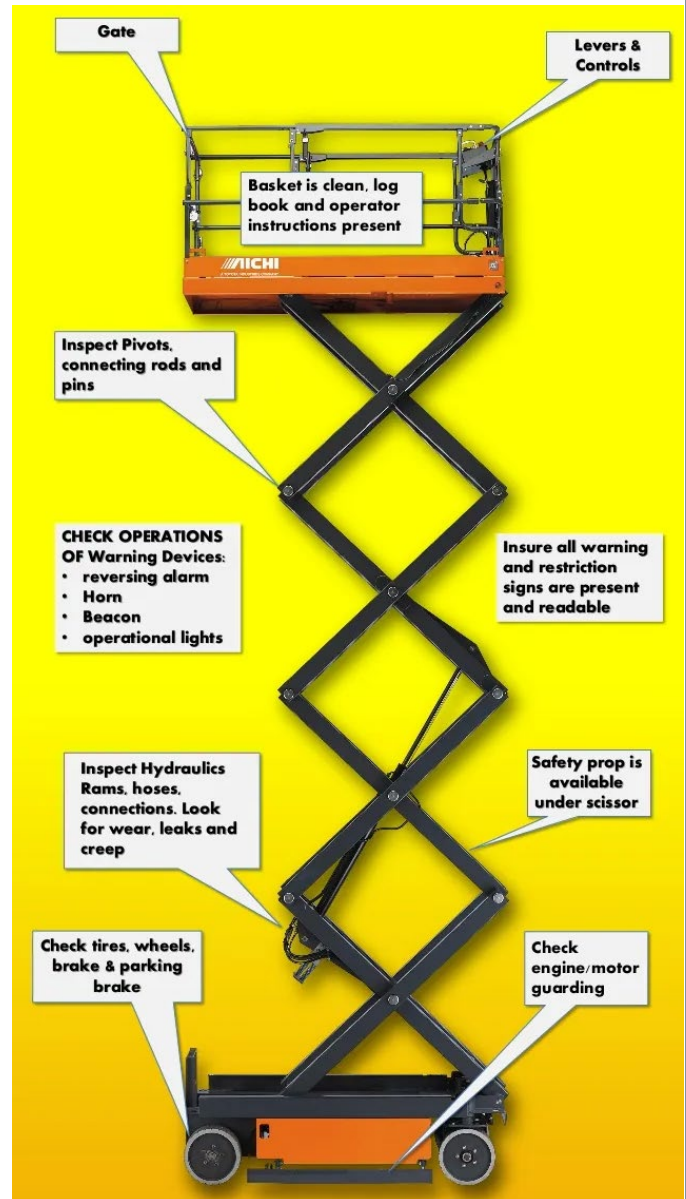 Gate
Levers &
Controls
Basket is clean, log
book and operator
instructions present
AICHI
Inspect Pivots,
connecting rods and
pins
CHECK OPERATIONS
OF Warning Devices:
• reversing alarm
• Horn
• Beacon
• operational lights
Insure all warning
and restriction
signs are present
and readable
Inspect Hydraulics
Rams, hoses,
connections. Look
for wear, leaks and
creep
Safety prop is
available
under scissor
Check tires, wheels,
brake & parking
brake
Check
engine/motor
guarding